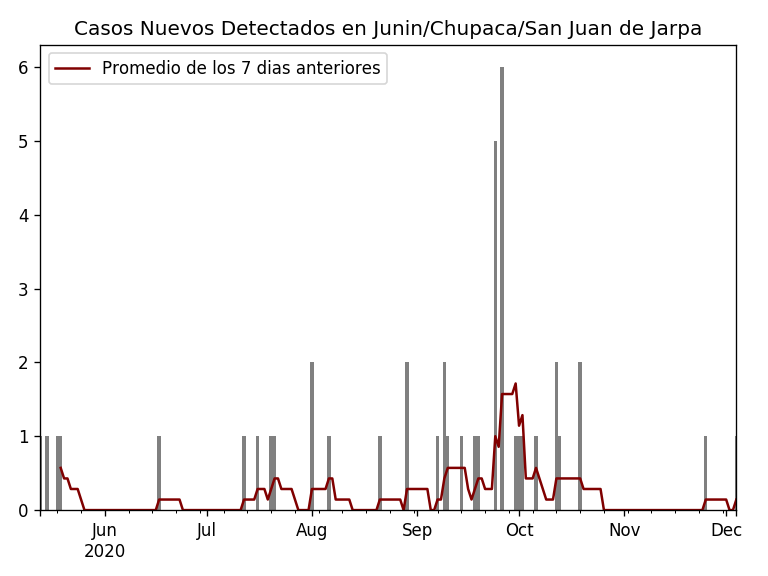 Casos Nuevos Detectados en Junin/Chupaca/San Juan de Jarpa
Promedio de los 7 dias anteriores
6
5
4
3
2
1
0
Jun Jul Aug Sep Oct Nov Dec
2020